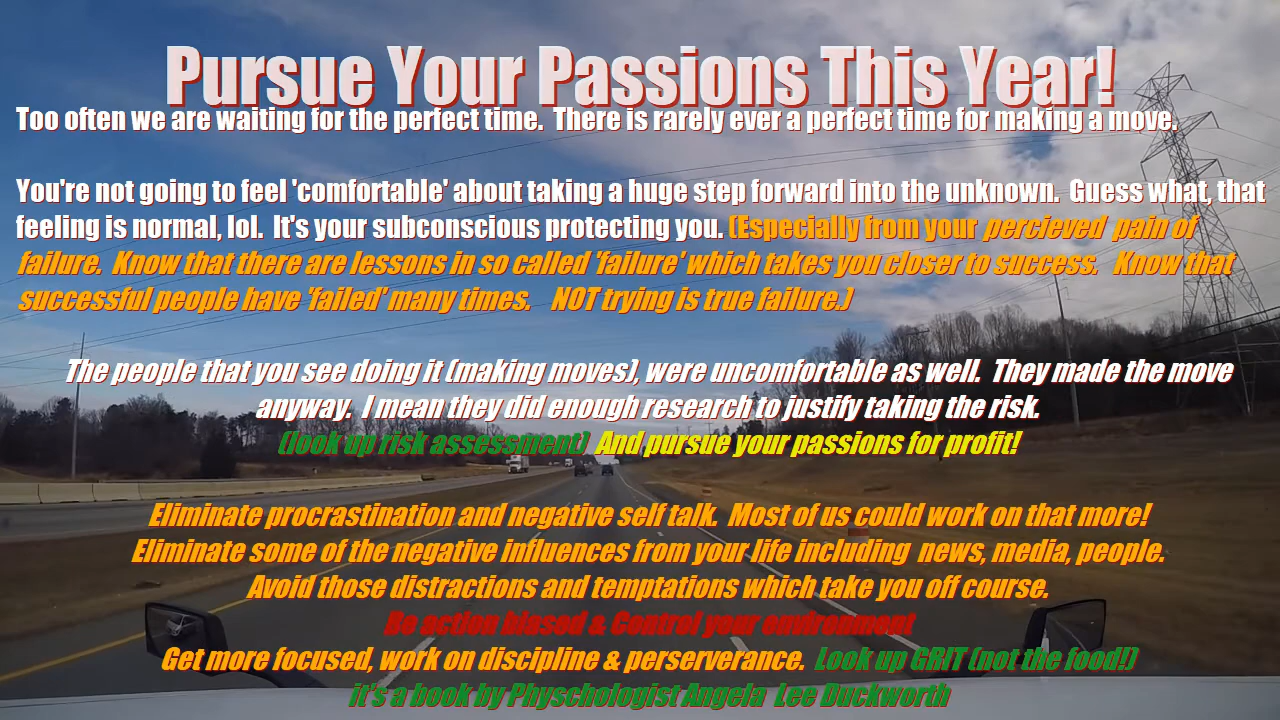 Pursue Your Passions This Year!
Too often we are waiting for the perfect time.  There is rarely ever a perfect time for making a move.
You're not going to feel 'comfortable' about taking a huge step forward into the unknown.  Guess what, that
feeling is normal, lol.  It's your subconscious protecting you. (Especially from your percieved  pain of
failure.  Know that there are lessons in so called 'failure' which takes you closer to success.   Know that
successful people have 'failed' many times.    NOT trying is true failure.)
The people that you see doing it (making moves), were uncomfortable as well.  They made the move
anyway.  I mean they did enough research to justify taking the risk.
(look up risk assessment)  And pursue your passions for profit!
Eliminate procrastination and negative self talk.  Most of us could work on that more!
Eliminate some of the negative influences from your life including  news, media, people.
Avoid those distractions and temptations which take you off course.
Be action biased & Control your environment
Get more focused, work on discipline & perserverance.  Look up GRIT (not the food!)
it's a book by Physchologist Angela  Lee Duckworth